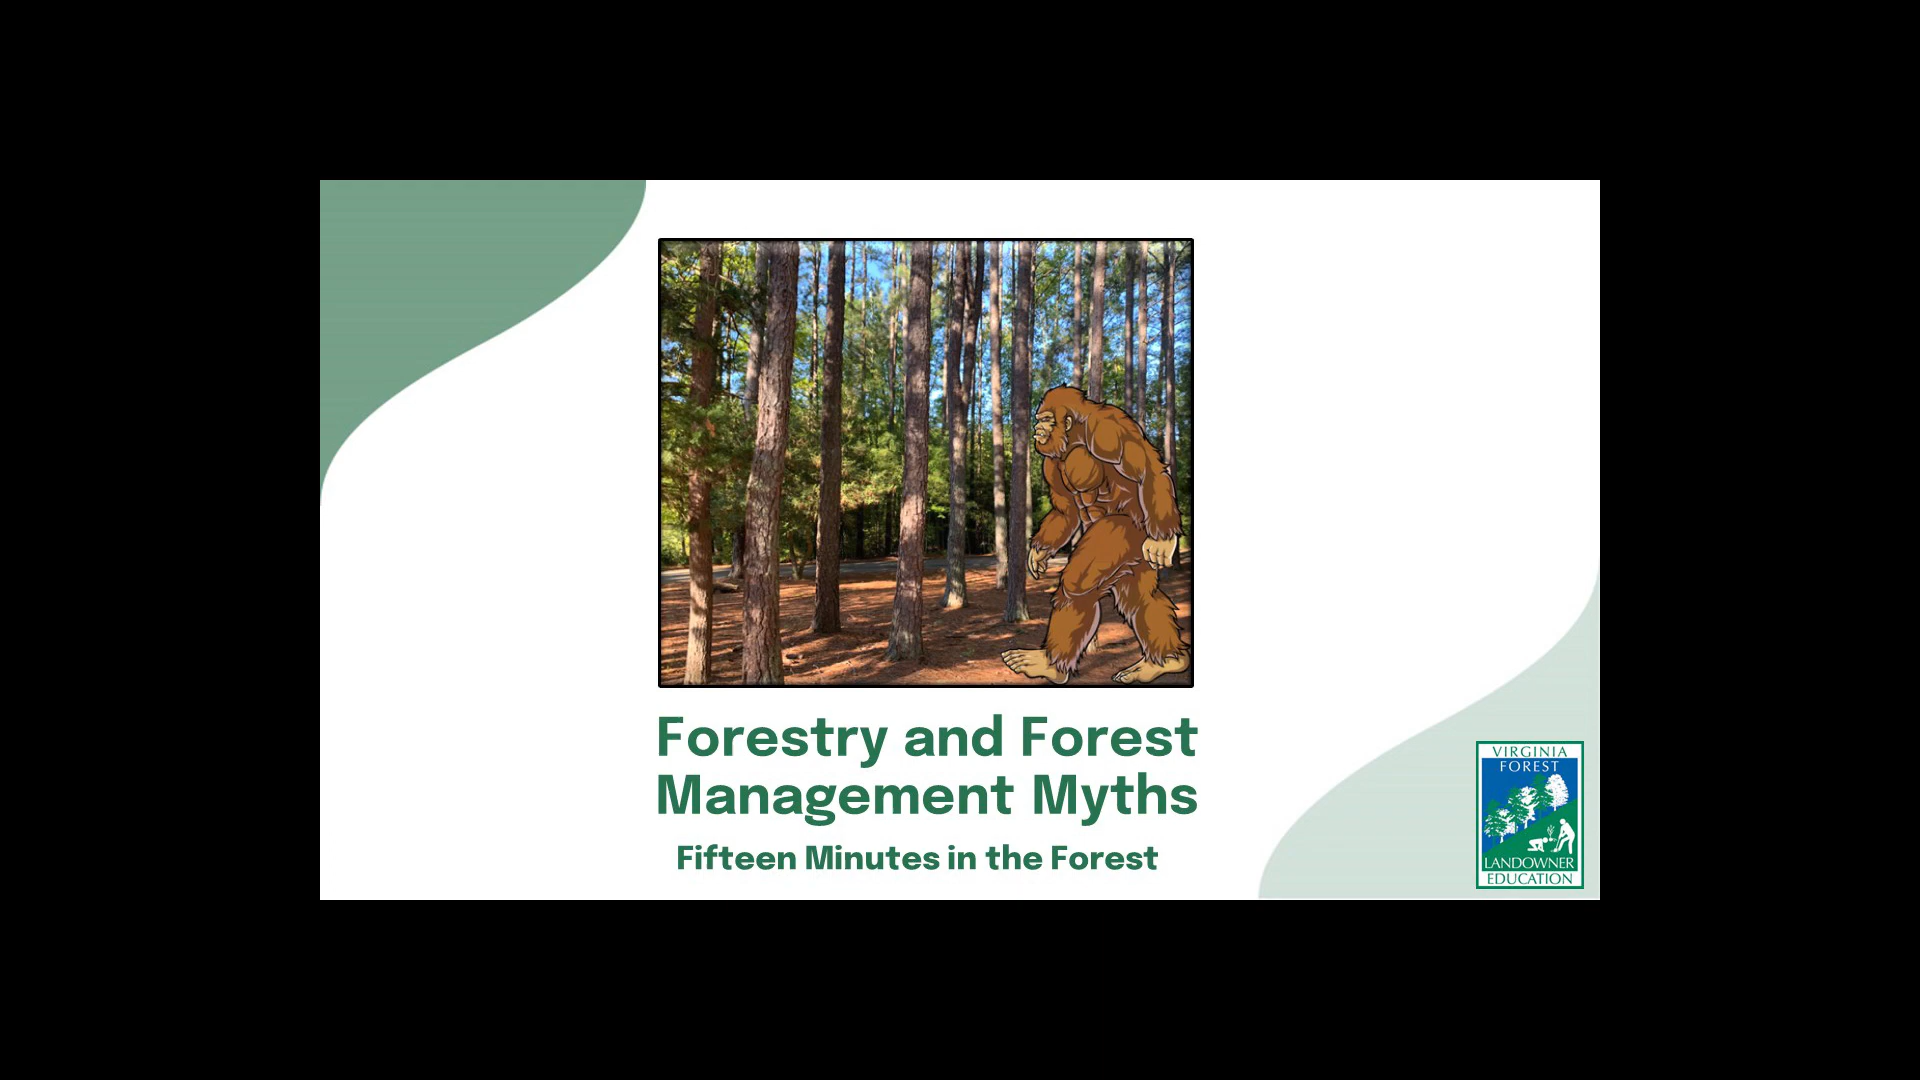 Forestry and Forest
Management Myths
Fifteen Minutes in the Forest
VIRGINIA
FOREST
LANDOWNER
EDUCATION